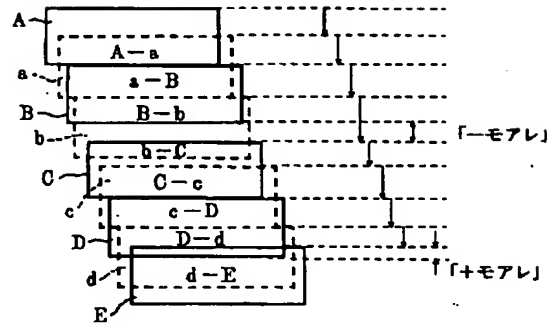 A
A－a
a
a－B
B
B－b
b
b－C
「－モアレ」
C
C－c
c
c－D
D
D－d
d
d－E
「＋モアレ」
E